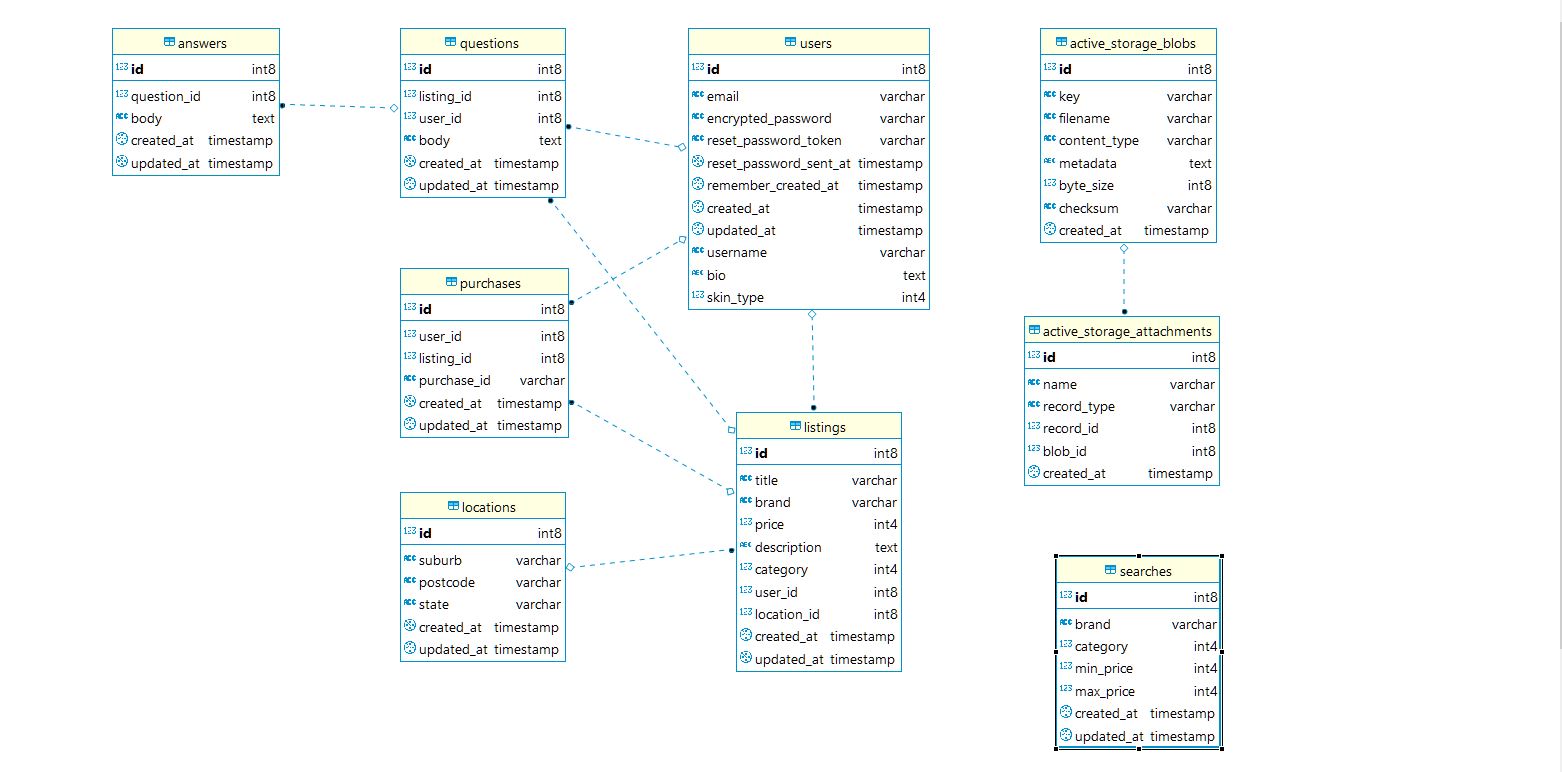 answers
123 id int8
123 question_id int8
ABC body text
created_at timestamp
updated_at timestamp
questions
123 id int8
123 listing_id int8
123 user_id int8
ABC body text
created_at timestamp
updated_at timestamp
users
123 id int8
ABC email varchar
ABC encrypted_password varchar
ABC reset_password_token varchar
reset_password_sent_at timestamp
remember_created_at timestamp
created_at timestamp
updated_at timestamp
ABC username varchar
ABC bio text
123 skin_type int4
active_storage_blobs
123 id int8
ABC key varchar
ABC filename varchar
ABC content_type varchar
ABC metadata text
123 byte_size int8
ABC checksum varchar
created_at timestamp
purchases
123 id int8
123 user_id int8
123 listing_id int8
ABC purchase_id varchar
created_at timestamp
updated_at timestamp
active_storage_attachments
123 id int8
ABC name varchar
ABC record_type varchar
123 record_id int8
123 blob_id int8
created_at timestamp
listings
123 id int8
ABC title varchar
ABC brand varchar
123 price int4
ABC description text
123 category int4
123 user_id int8
123 location_id int8
created_at timestamp
updated_at timestamp
locations
123 id int8
ABC suburb varchar
ABC postcode varchar
ABC state varchar
created_at timestamp
updated_at timestamp
searches
123 id int8
ABC brand varchar
123 category int4
123 min_price int4
123 max_price int4
created_at timestamp
updated_at timestamp